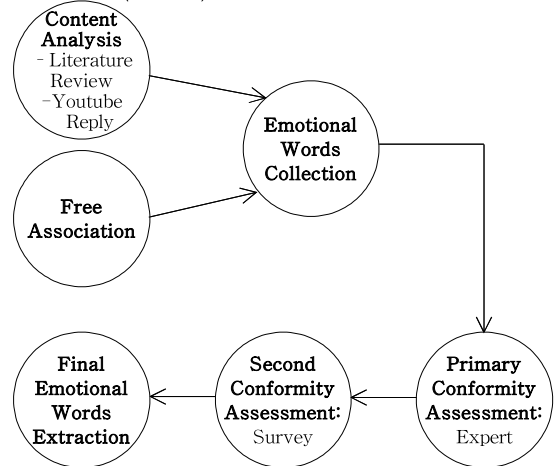 Content
Analysis
- Literature
Review
-Youtube
Reply
Emotional
Words
Collection
Free
Association
Final
Emotional
Words
Extraction
Second
Conformity
Assessment:
Survey
Primary
Conformity
Assessment:
Expert